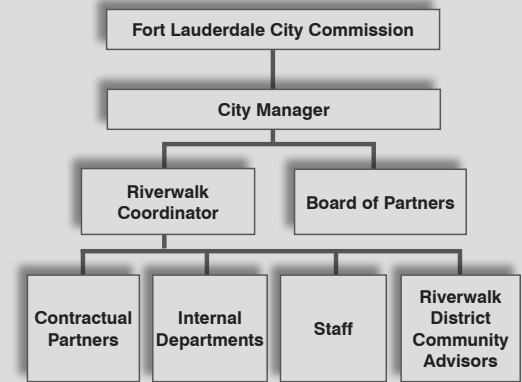 Fort Lauderdale City Commission
City Manager
Riverwalk
Coordinator
Board of Partners
Contractual
Partners
Internal
Departments
Staff
Riverwalk
District
Community
Advisors